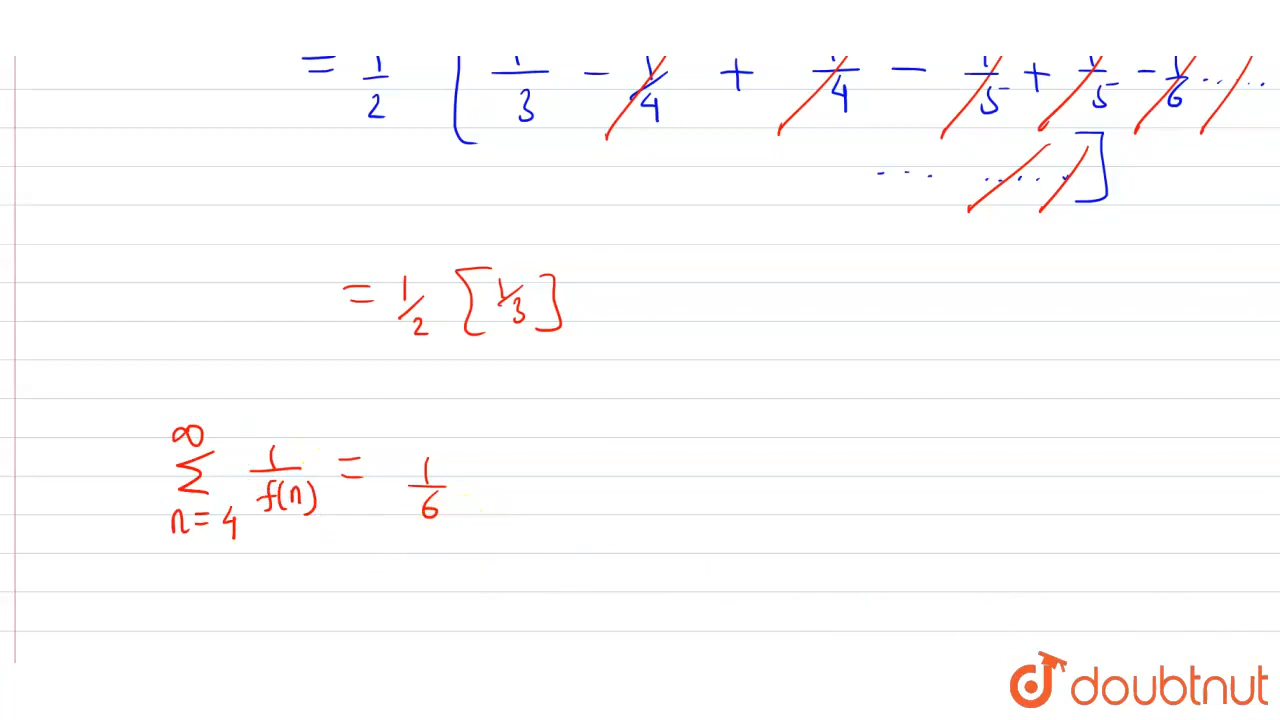 = 1/2 [ 1/3 - 1/4 + 1/4 - 1/5 + 1/5 - 1/6 .....
... ..... ]
= 1/2 [ 1/3 ]
∞
∑ 1/f(n) = 1/6
n = 4
doubtnut